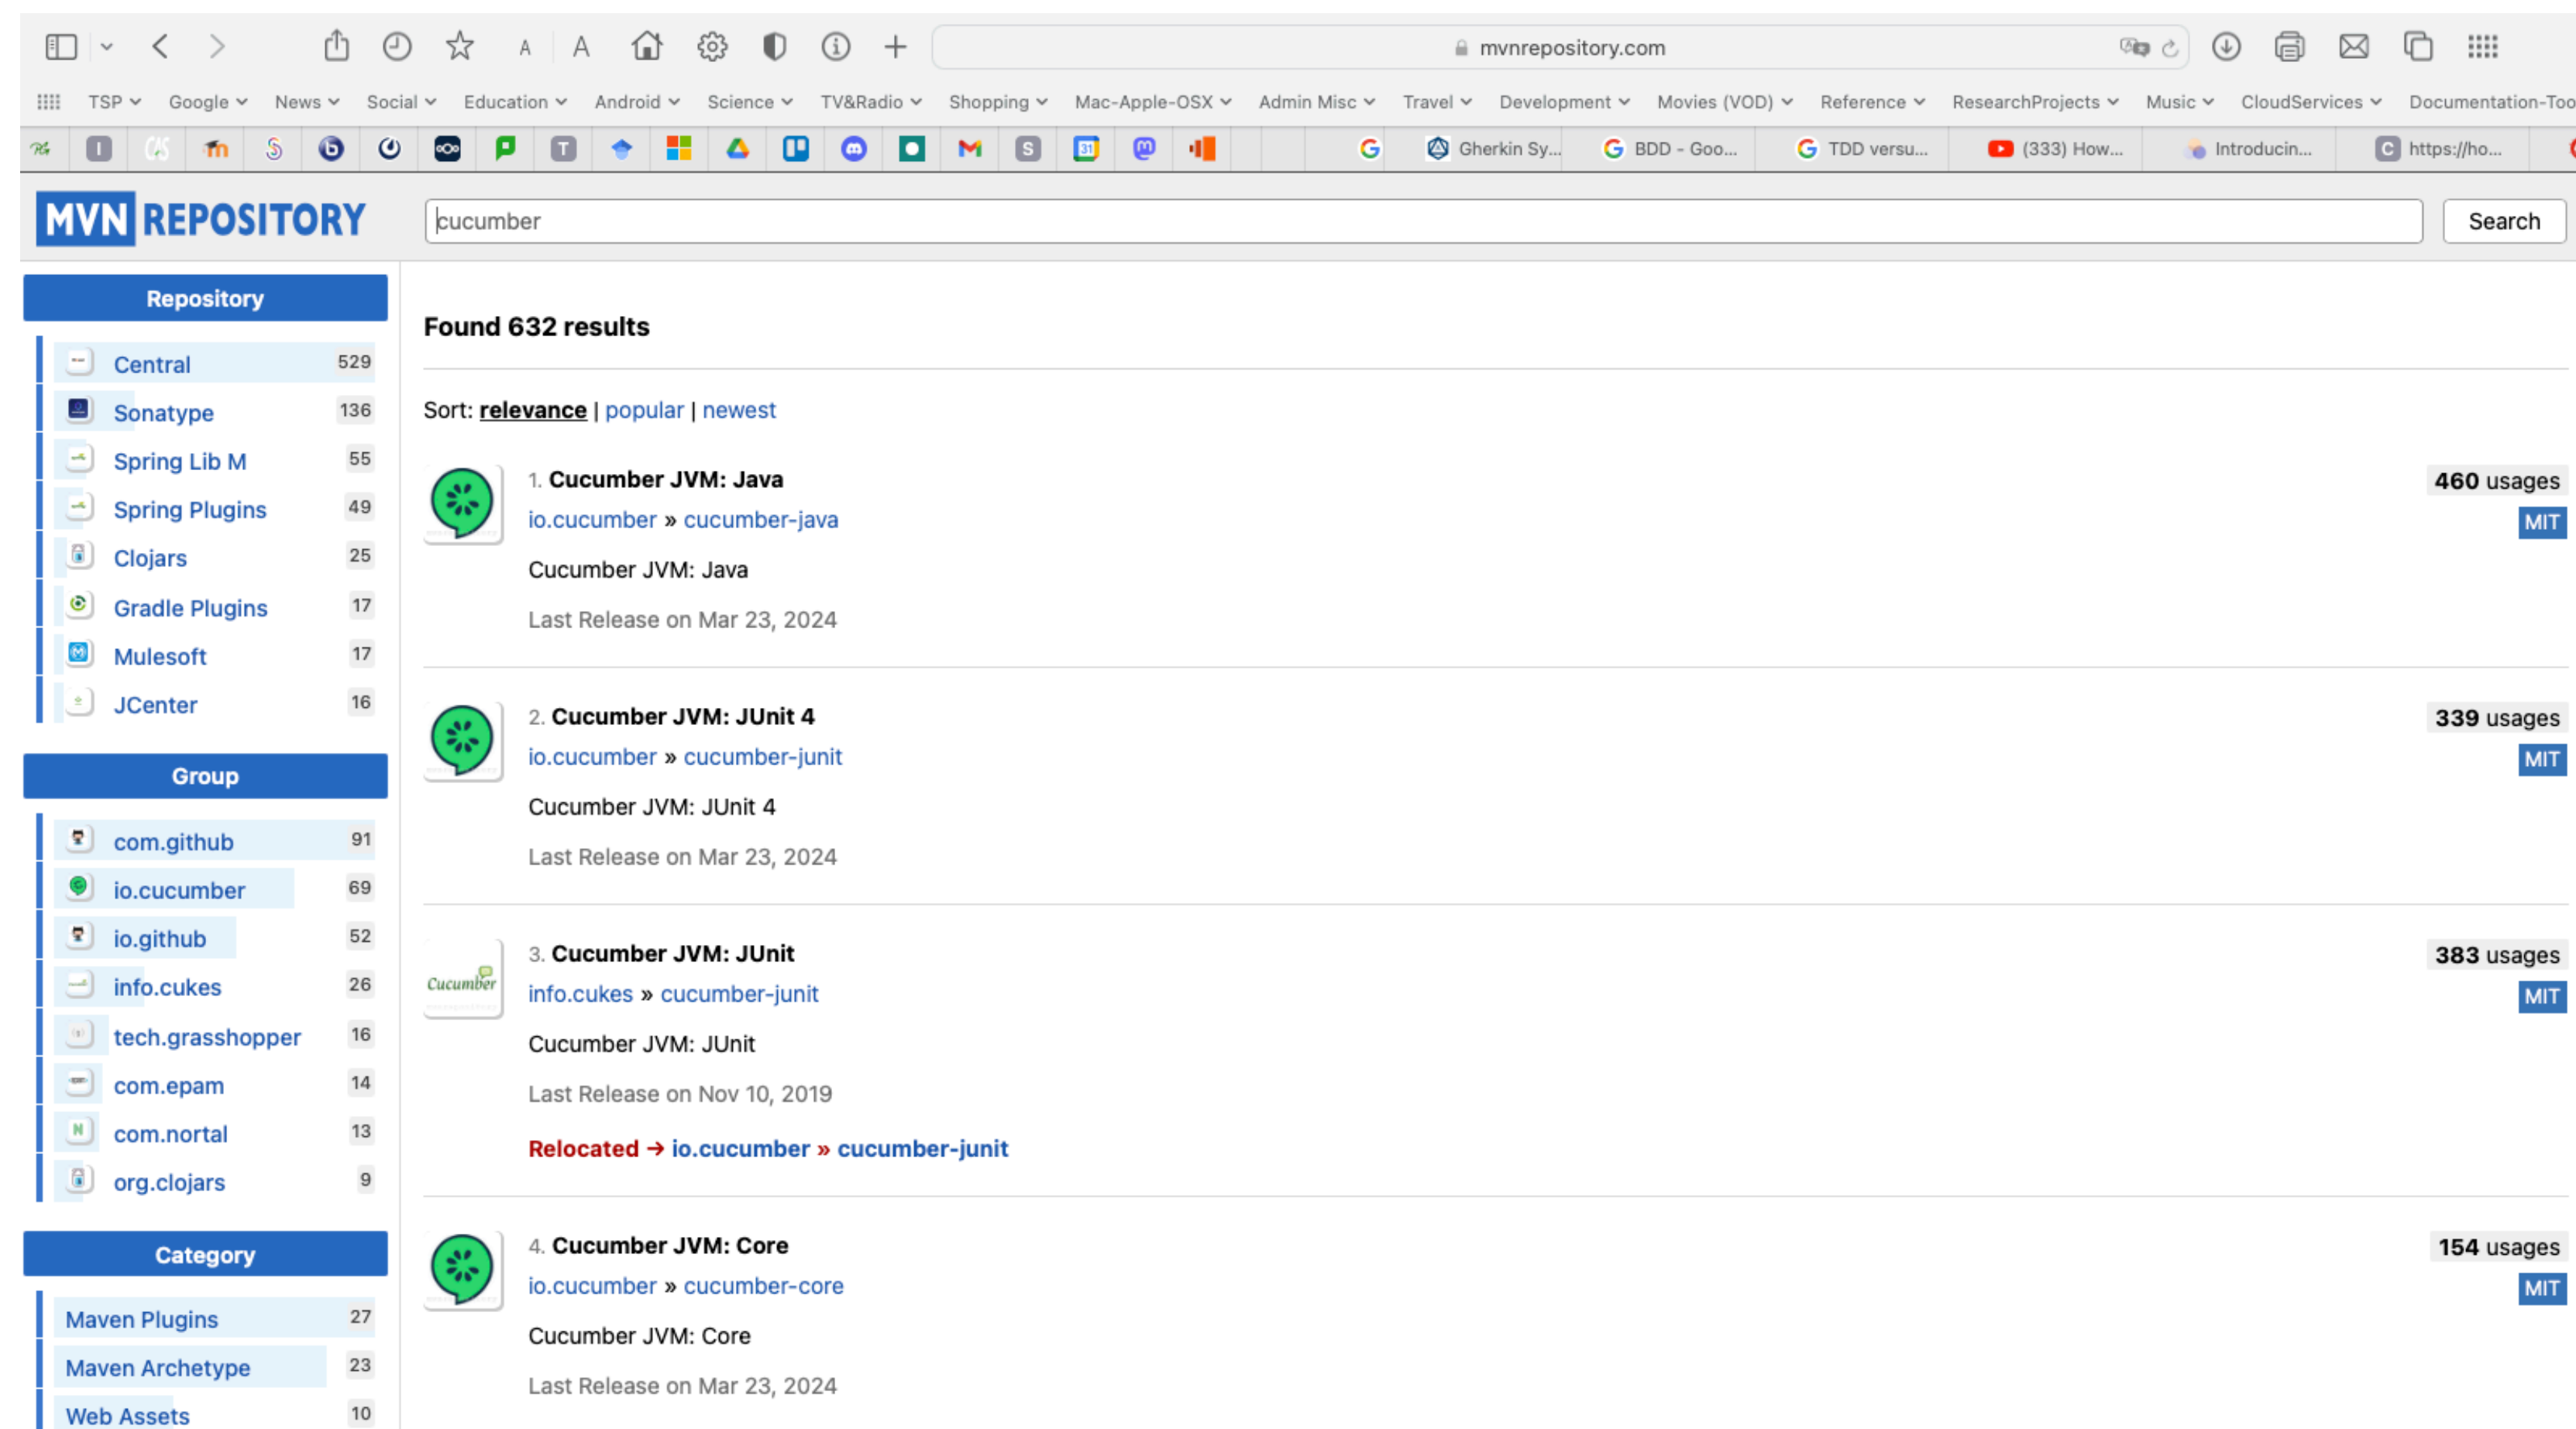 A A mvnrepository.com
TSP Google News Social Education Android Science TV&Radio Shopping Mac-Apple-OSX Admin Misc Travel Development Movies (VOD) Reference ResearchProjects Music CloudServices Documentation-Too
I CAS T S 31 Gherkin Sy... BDD - Goo... TDD versu... (333) How... Introducin... C https://ho...
MVN REPOSITORY cucumber Search
Repository
Central 529
Sonatype 136
Spring Lib M 55
Spring Plugins 49
Clojars 25
Gradle Plugins 17
Mulesoft 17
JCenter 16
Group
com.github 91
io.cucumber 69
io.github 52
info.cukes 26
tech.grasshopper 16
com.epam 14
com.nortal 13
org.clojars 9
Category
Maven Plugins 27
Maven Archetype 23
Web Assets 10
Found 632 results
Sort: relevance | popular | newest
1. Cucumber JVM: Java 460 usages
io.cucumber » cucumber-java MIT
Cucumber JVM: Java
Last Release on Mar 23, 2024
2. Cucumber JVM: JUnit 4 339 usages
io.cucumber » cucumber-junit MIT
Cucumber JVM: JUnit 4
Last Release on Mar 23, 2024
3. Cucumber JVM: JUnit 383 usages
Cucumber
info.cukes » cucumber-junit MIT
Cucumber JVM: JUnit
Last Release on Nov 10, 2019
Relocated → io.cucumber » cucumber-junit
4. Cucumber JVM: Core 154 usages
io.cucumber » cucumber-core MIT
Cucumber JVM: Core
Last Release on Mar 23, 2024